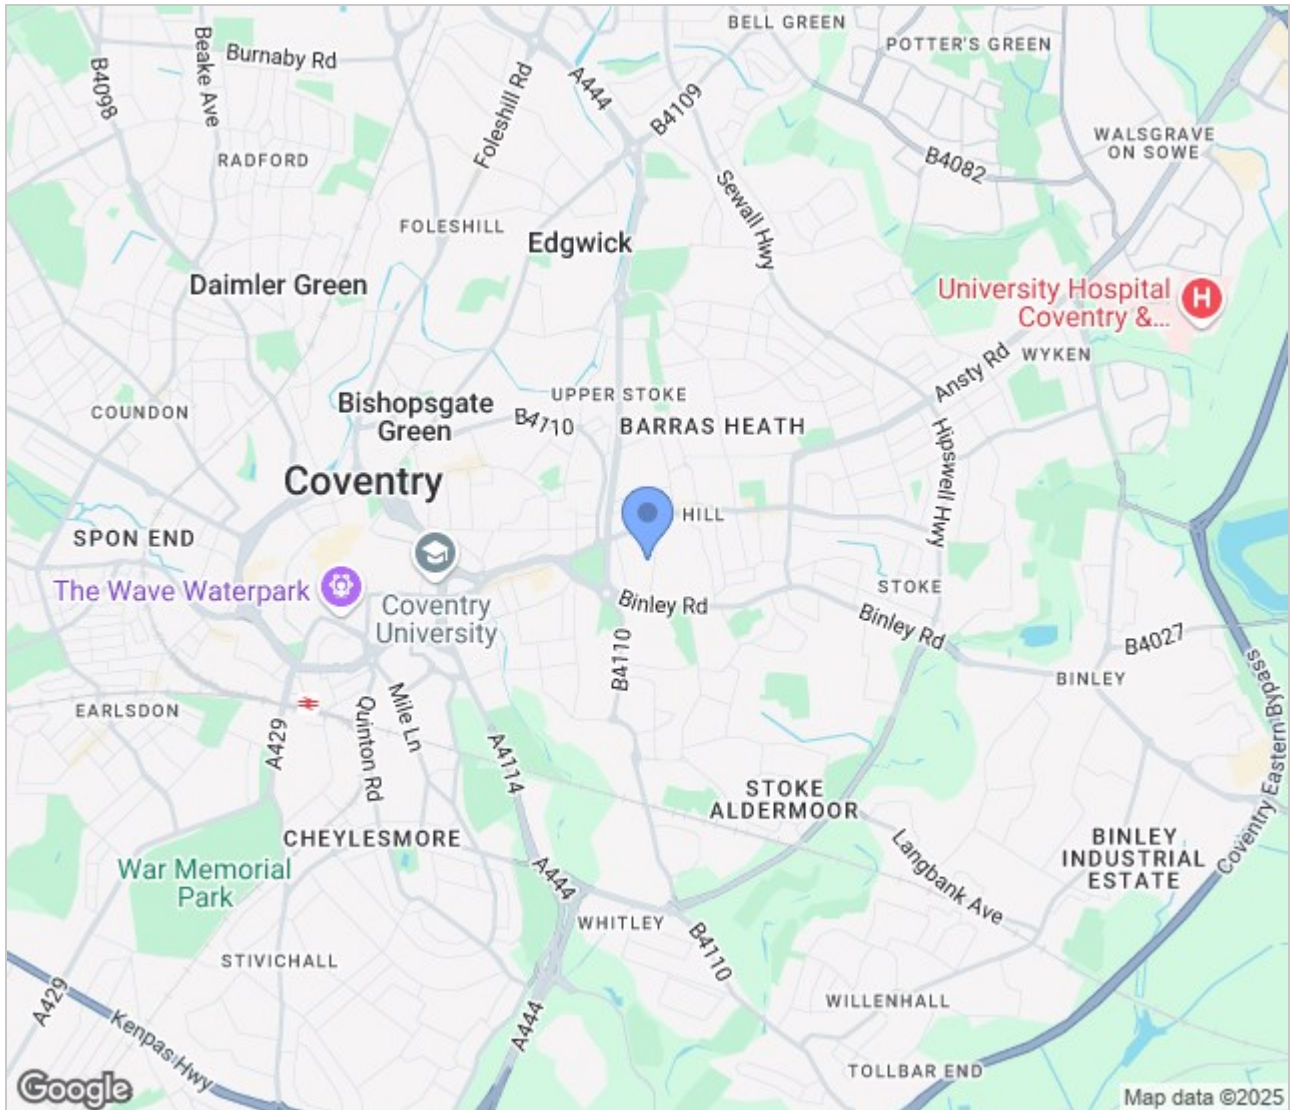 BELL GREEN
POTTER'S GREEN
Burnaby Rd
Beake Ave
B4098
Foleshill Rd
A444
B4109
WALSGRAVE
ON SOWE
B4082
RADFORD
Sewall Hwy
FOLESHILL
Edgwick
Daimler Green
University Hospital
Coventry &...
H
WYKEN
Ansty Rd
UPPER STOKE
Bishopsgate
Green
B4110
BARRAS HEATH
COUNDON
Hipswell Hwy
Coventry
HILL
SPON END
The Wave Waterpark
Coventry
University
Binley Rd
STOKE
Binley Rd
B4027
B4110
BINLEY
Coventry Eastern Bypass
EARLSDON
A429
Quinton Rd
Mile Ln
A4114
STOKE
ALDERMOOR
CHEYLESMORE
Langbank Ave
BINLEY
INDUSTRIAL
ESTATE
War Memorial
Park
A444
WHITLEY
B4110
STIVICHALL
A429
WILLENHALL
Kenpas Hwy
A444
TOLLBAR END
Google
Map data ©2025